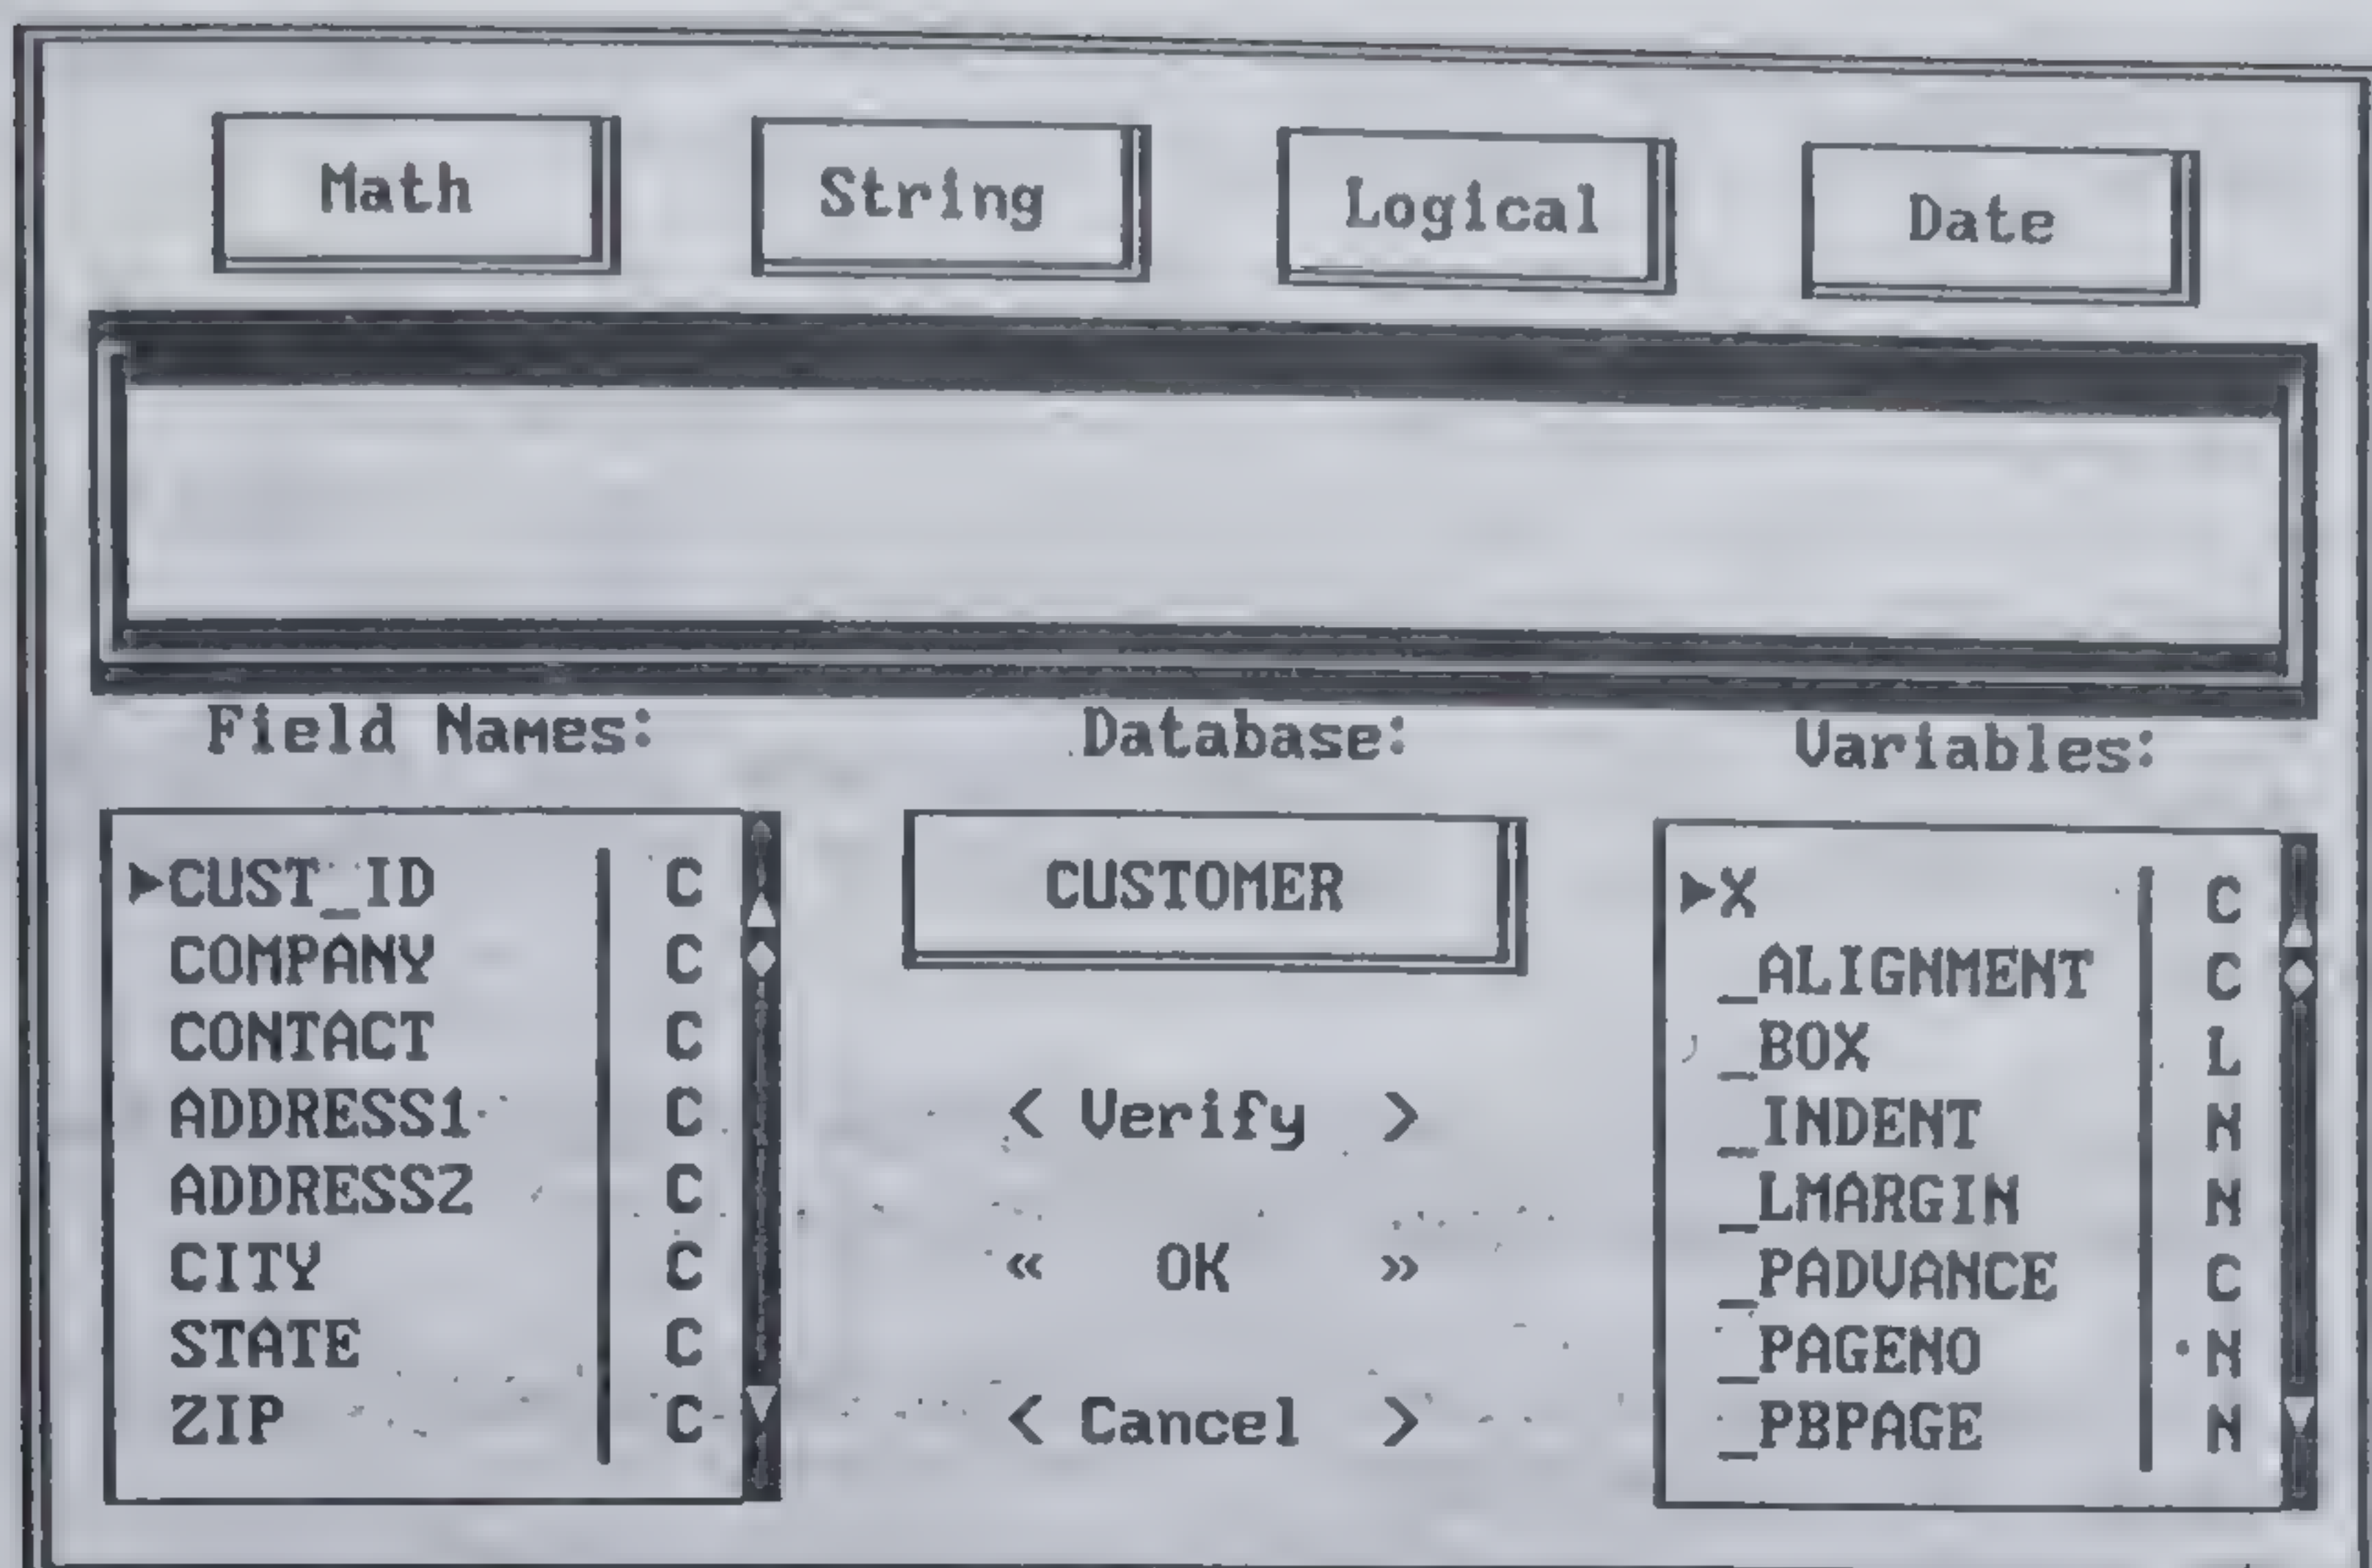 Math String Logical Date
Field Names: Database: Variables:
►CUST_ID C
COMPANY C
CONTACT C
ADDRESS1 C
ADDRESS2 C
CITY C
STATE C
ZIP C
CUSTOMER
< Verify >
« OK »
< Cancel >
►X C
_ALIGNMENT C
_BOX L
_INDENT N
_LMARGIN N
_PADVANCE C
_PAGENO N
_PBPAGE N